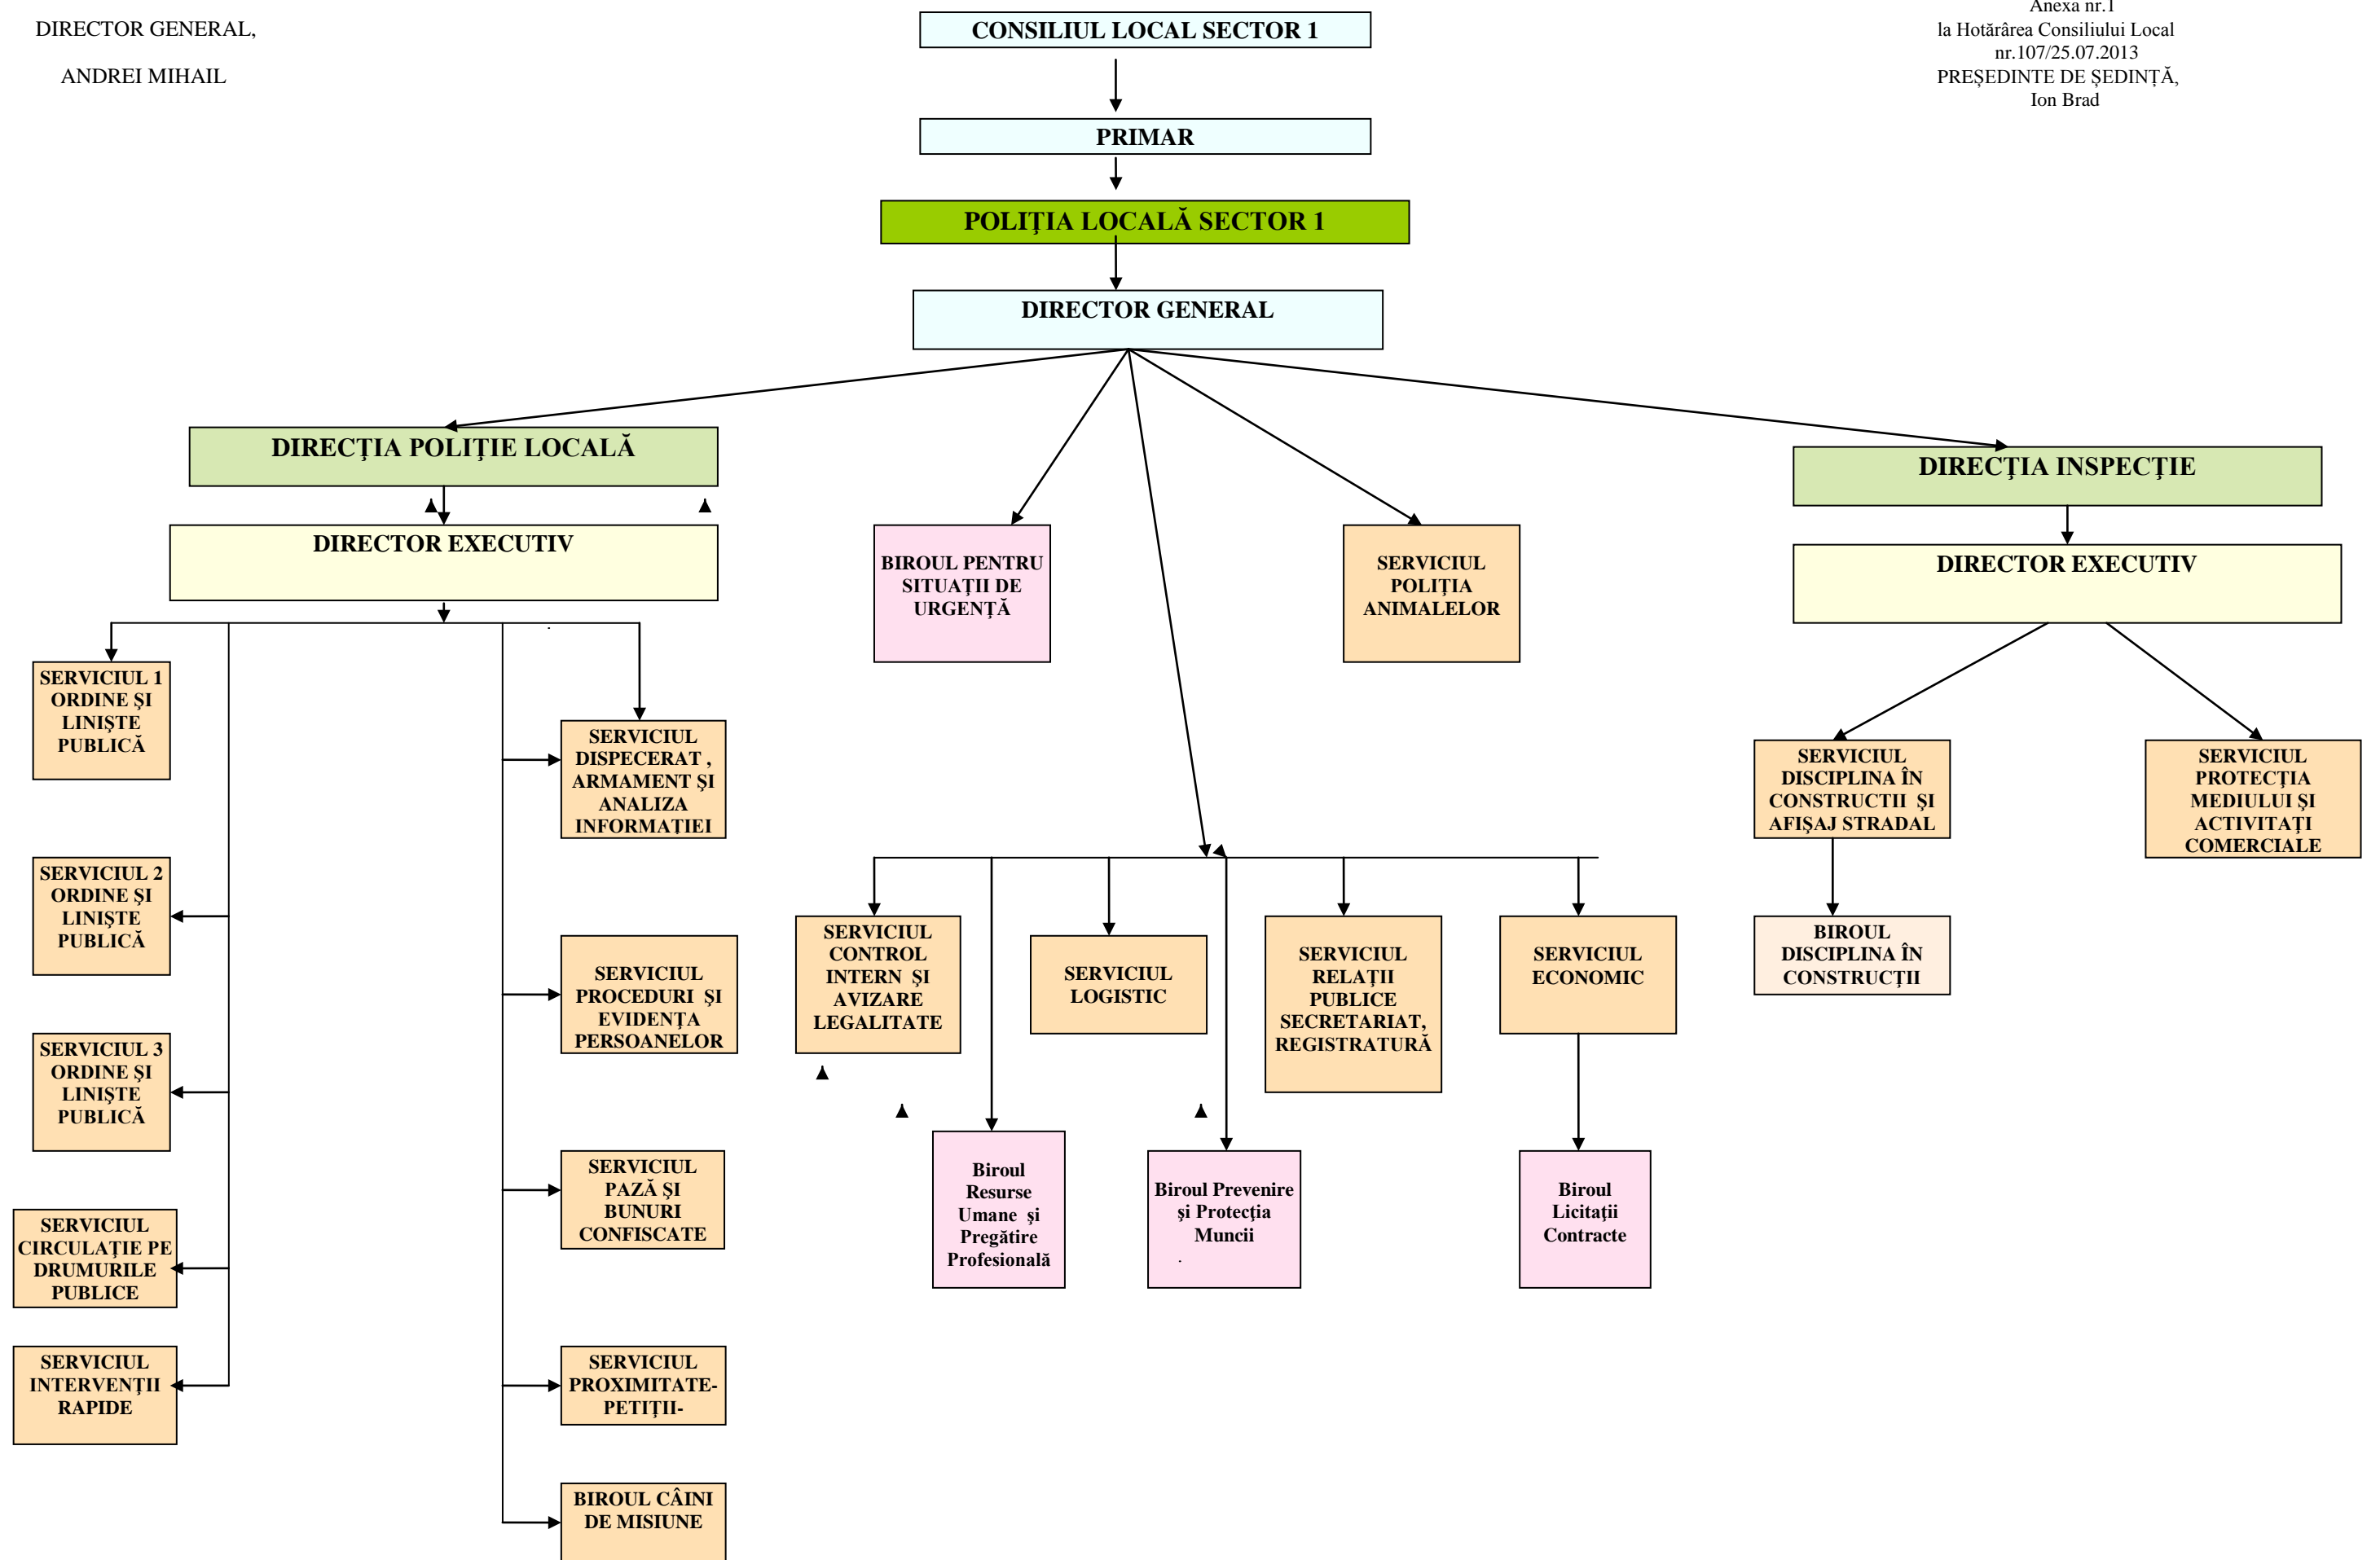 DIRECTOR GENERAL,
ANDREI MIHAIL
Anexa nr.1
la Hotărârea Consiliului Local
nr.107/25.07.2013
PREȘEDINTE DE ȘEDINȚĂ,
Ion Brad
CONSILIUL LOCAL SECTOR 1
PRIMAR
POLIŢIA LOCALĂ SECTOR 1
DIRECTOR GENERAL
DIRECŢIA POLIŢIE LOCALĂ
DIRECTOR EXECUTIV
DIRECŢIA INSPECŢIE
DIRECTOR EXECUTIV
BIROUL PENTRU
SITUAŢII DE
URGENŢĂ
SERVICIUL
POLIŢIA
ANIMALELOR
SERVICIUL 1
ORDINE ŞI
LINIŞTE
PUBLICĂ
SERVICIUL 2
ORDINE ŞI
LINIŞTE
PUBLICĂ
SERVICIUL 3
ORDINE ŞI
LINIŞTE
PUBLICĂ
SERVICIUL
CIRCULAŢIE PE
DRUMURILE
PUBLICE
SERVICIUL
INTERVENŢII
RAPIDE
SERVICIUL
DISPECERAT ,
ARMAMENT ŞI
ANALIZA
INFORMAŢIEI
SERVICIUL
PROCEDURI ŞI
EVIDENŢA
PERSOANELOR
SERVICIUL
PAZĂ ŞI
BUNURI
CONFISCATE
SERVICIUL
PROXIMITATE-
PETIŢII-
BIROUL CÂINI
DE MISIUNE
SERVICIUL
CONTROL
INTERN ŞI
AVIZARE
LEGALITATE
SERVICIUL
LOGISTIC
SERVICIUL
RELAŢII
PUBLICE
SECRETARIAT,
REGISTRATURĂ
SERVICIUL
ECONOMIC
Biroul
Resurse
Umane şi
Pregătire
Profesională
Biroul Prevenire
şi Protecţia
Muncii
.
Biroul
Licitaţii
Contracte
SERVICIUL
DISCIPLINA ÎN
CONSTRUCTII ŞI
AFIŞAJ STRADAL
BIROUL
DISCIPLINA ÎN
CONSTRUCŢII
SERVICIUL
PROTECŢIA
MEDIULUI ŞI
ACTIVITAŢI
COMERCIALE